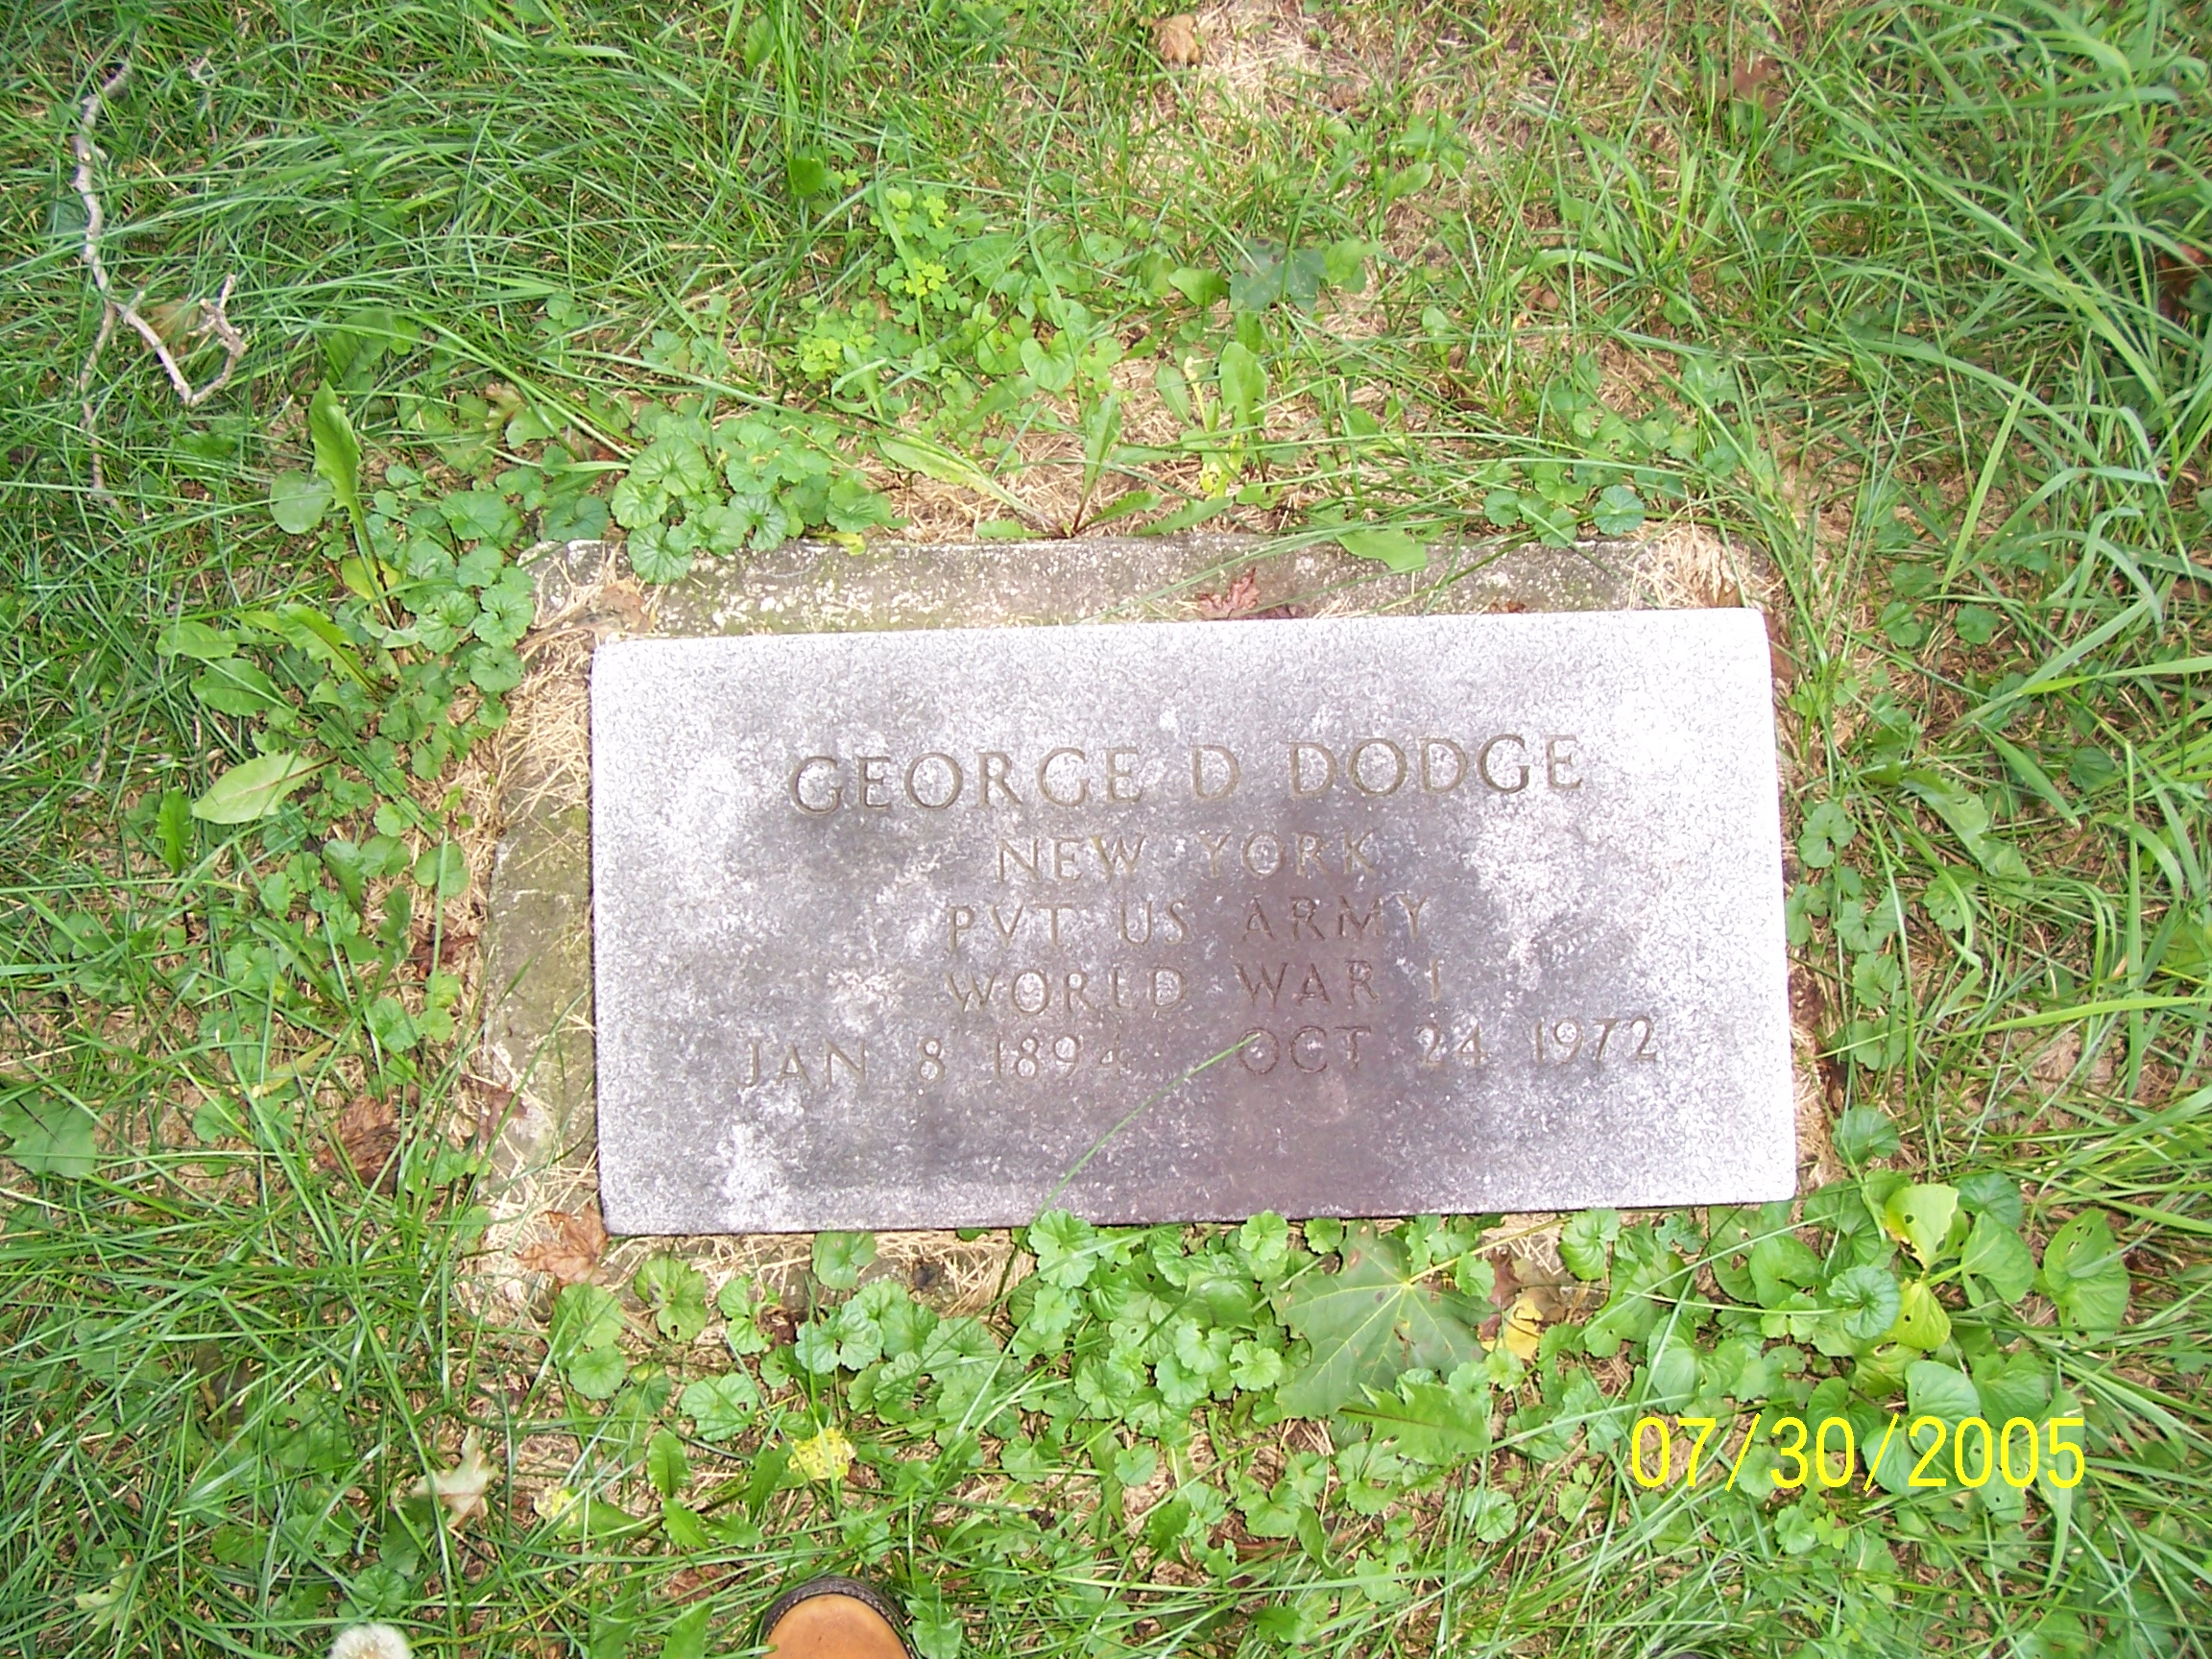 GEORGE D DODGE
NEW YORK
PVT US ARMY
WORLD WAR I
JAN 8 1894 OCT 24 1972
07/30/2005